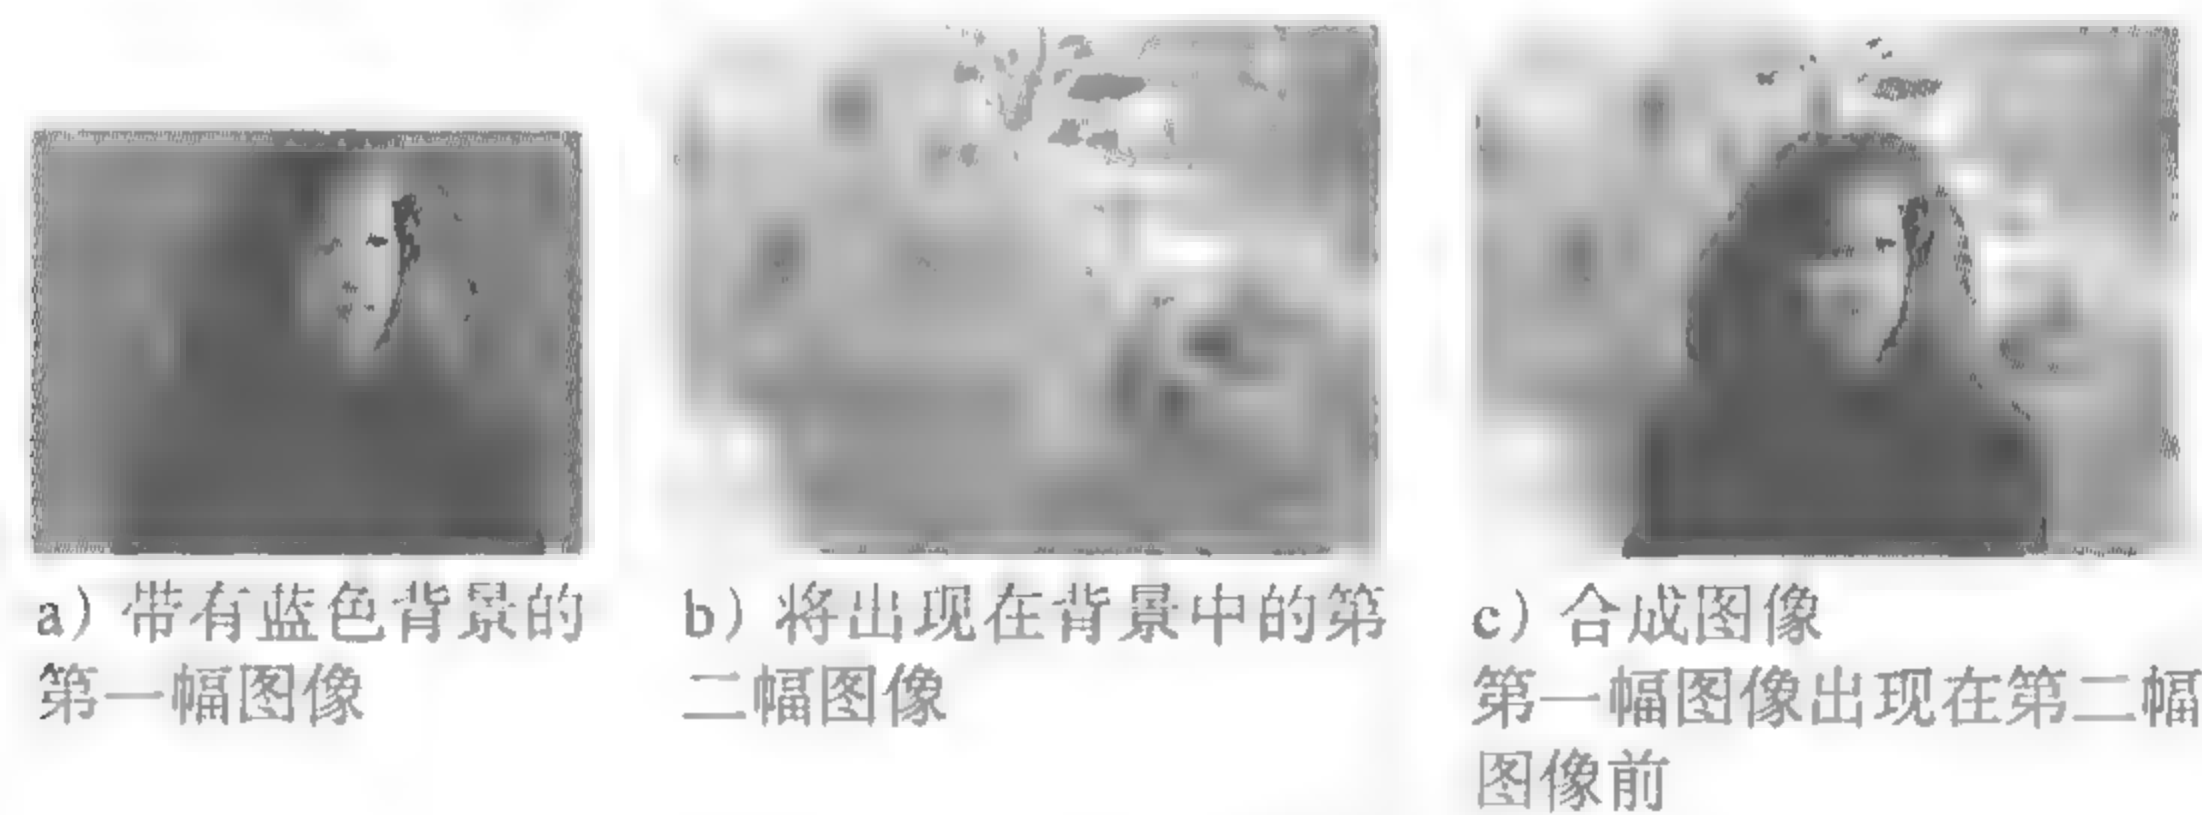 a）带有蓝色背景的
第一幅图像
b）将出现在背景中的第
二幅图像
c）合成图像
第一幅图像出现在第二幅
图像前